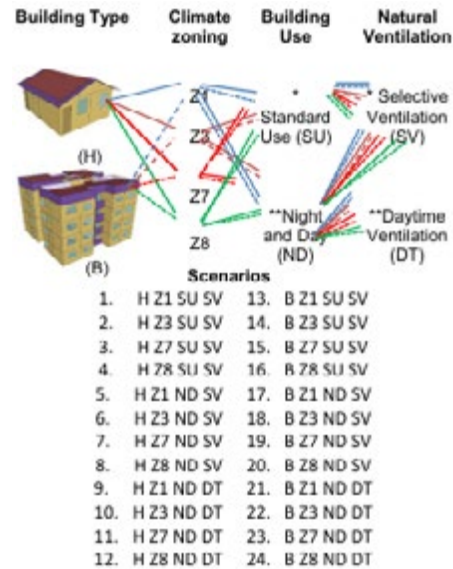 Building Type Climate zoning Building Use Natural Ventilation
(H)
(B)
Z1
Z3
Z7
Z8
*
Standard
Use (SU)
**Night
and Day
(ND)
* Selective
Ventilation
(SV)
**Daytime
Ventilation
(DT)
Scenarios
1. H Z1 SU SV 13. B Z1 SU SV
2. H Z3 SU SV 14. B Z3 SU SV
3. H Z7 SU SV 15. B Z7 SU SV
4. H Z8 SU SV 16. B Z8 SU SV
5. H Z1 ND SV 17. B Z1 ND SV
6. H Z3 ND SV 18. B Z3 ND SV
7. H Z7 ND SV 19. B Z7 ND SV
8. H Z8 ND SV 20. B Z8 ND SV
9. H Z1 ND DT 21. B Z1 ND DT
10. H Z3 ND DT 22. B Z3 ND DT
11. H Z7 ND DT 23. B Z7 ND DT
12. H Z8 ND DT 24. B Z8 ND DT